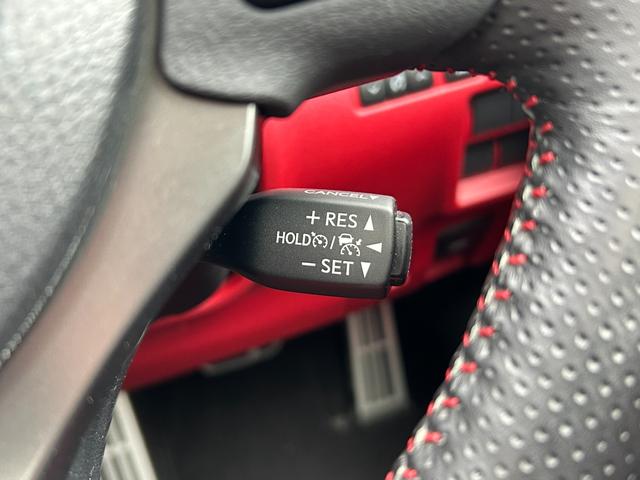 CANCEL
+ RES
HOLD /
− SET